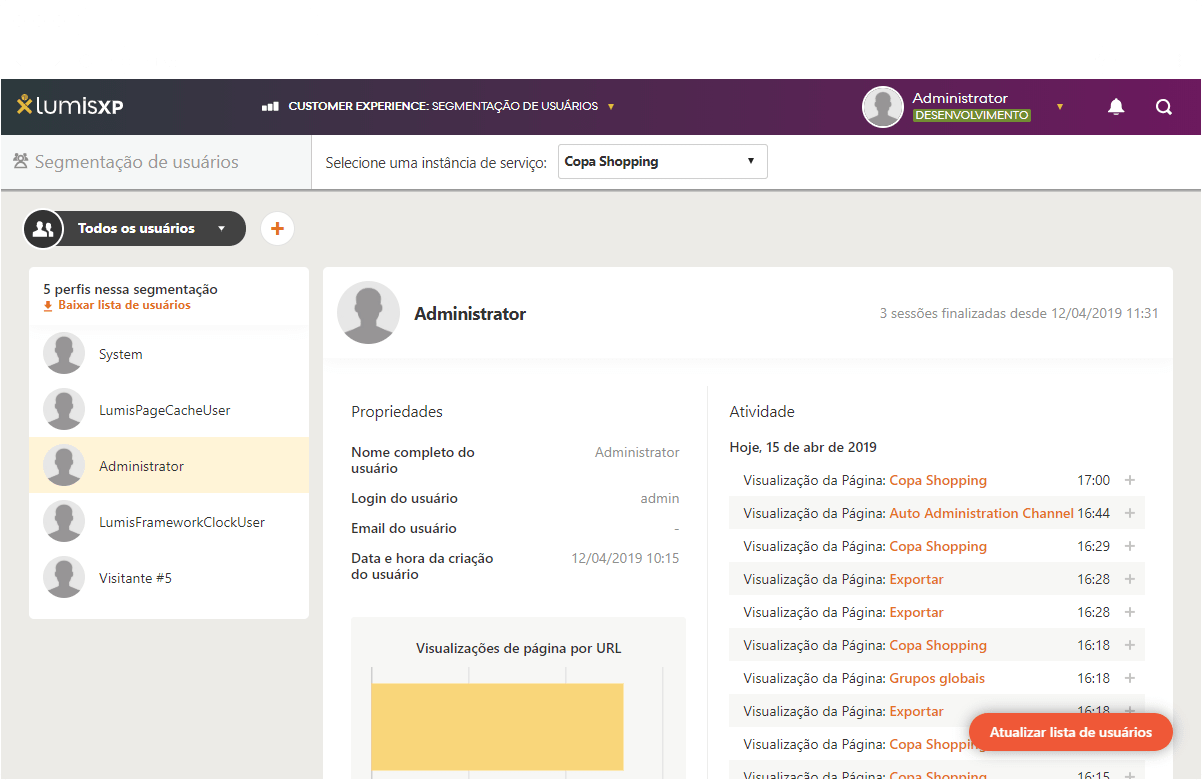 lumisXP
CUSTOMER EXPERIENCE: SEGMENTAÇÃO DE USUÁRIOS
Administrator
DESENVOLVIMENTO
Segmentação de usuários
Selecione uma instância de serviço:
Copa Shopping
Todos os usuários
5 perfis nessa segmentação
Baixar lista de usuários
System
LumisPageCacheUser
Administrator
LumisFrameworkClockUser
Visitante #5
Administrator
3 sessões finalizadas desde 12/04/2019 11:31
Propriedades
Nome completo do usuário Administrator
Login do usuário admin
Email do usuário -
Data e hora da criação do usuário 12/04/2019 10:15
Visualizações de página por URL
Atividade
Hoje, 15 de abr de 2019
Visualização da Página: Copa Shopping 17:00
Visualização da Página: Auto Administration Channel 16:44
Visualização da Página: Copa Shopping 16:29
Visualização da Página: Exportar 16:28
Visualização da Página: Exportar 16:28
Visualização da Página: Copa Shopping 16:18
Visualização da Página: Grupos globais 16:18
Visualização da Página: Exportar 16:18
Visualização da Página: Copa Shopping
Visualização da Página: Copa Shopping 16:15
Atualizar lista de usuários